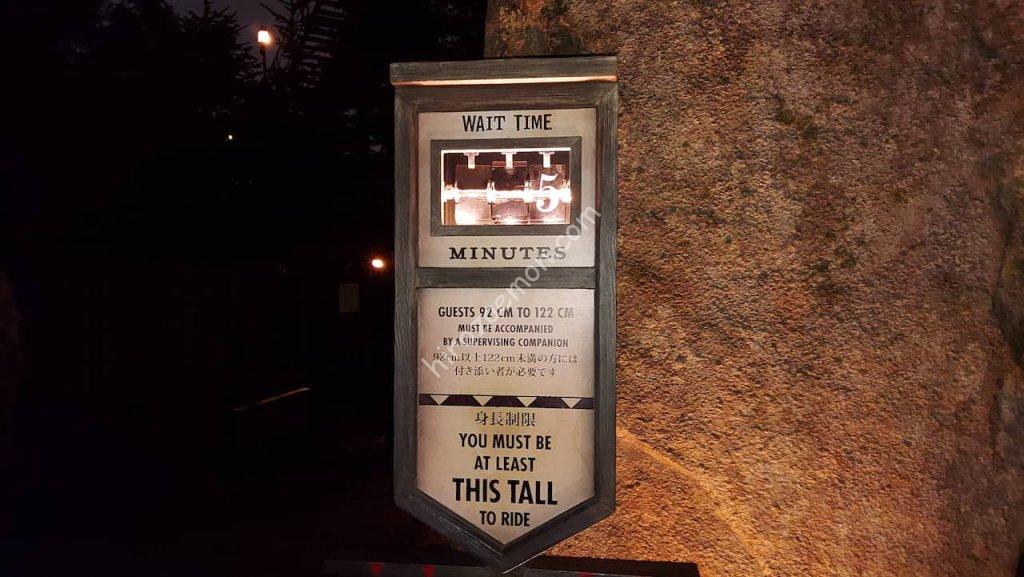 WAIT TIME
5
MINUTES
GUESTS 92 CM TO 122 CM
MUST BE ACCOMPANIED
BY A SUPERVISING COMPANION
92cm以上122cm未満の方には
付き添い者が必要です
身長制限
YOU MUST BE
AT LEAST
THIS TALL
TO RIDE